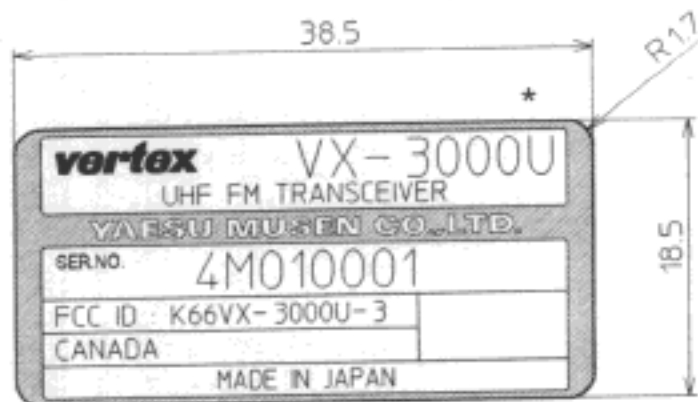 38.5
R 1.7
*
vertex VX-3000U
UHF FM TRANSCEIVER
YAESU MUSEN CO.,LTD.
18.5
SER.NO. 4M010001
FCC ID : K66VX-3000U-3
CANADA
MADE IN JAPAN